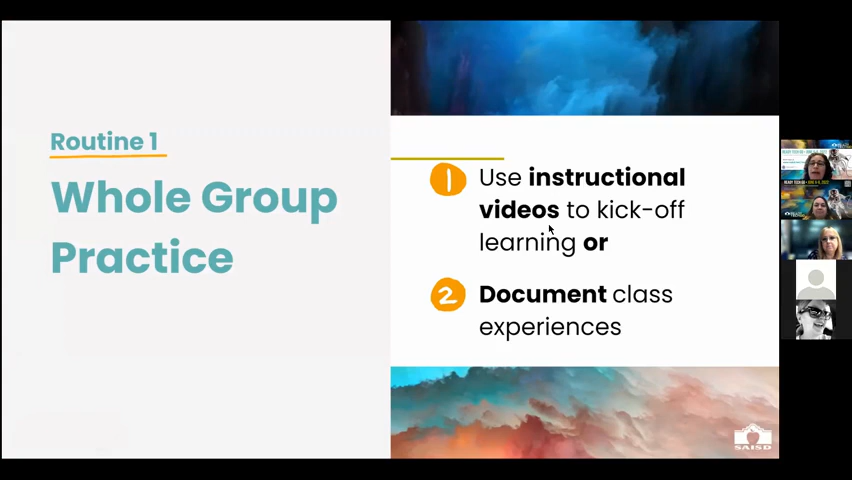 Routine 1
Whole Group
Practice
1 Use instructional
videos to kick-off
learning or
2 Document class
experiences
SAISD